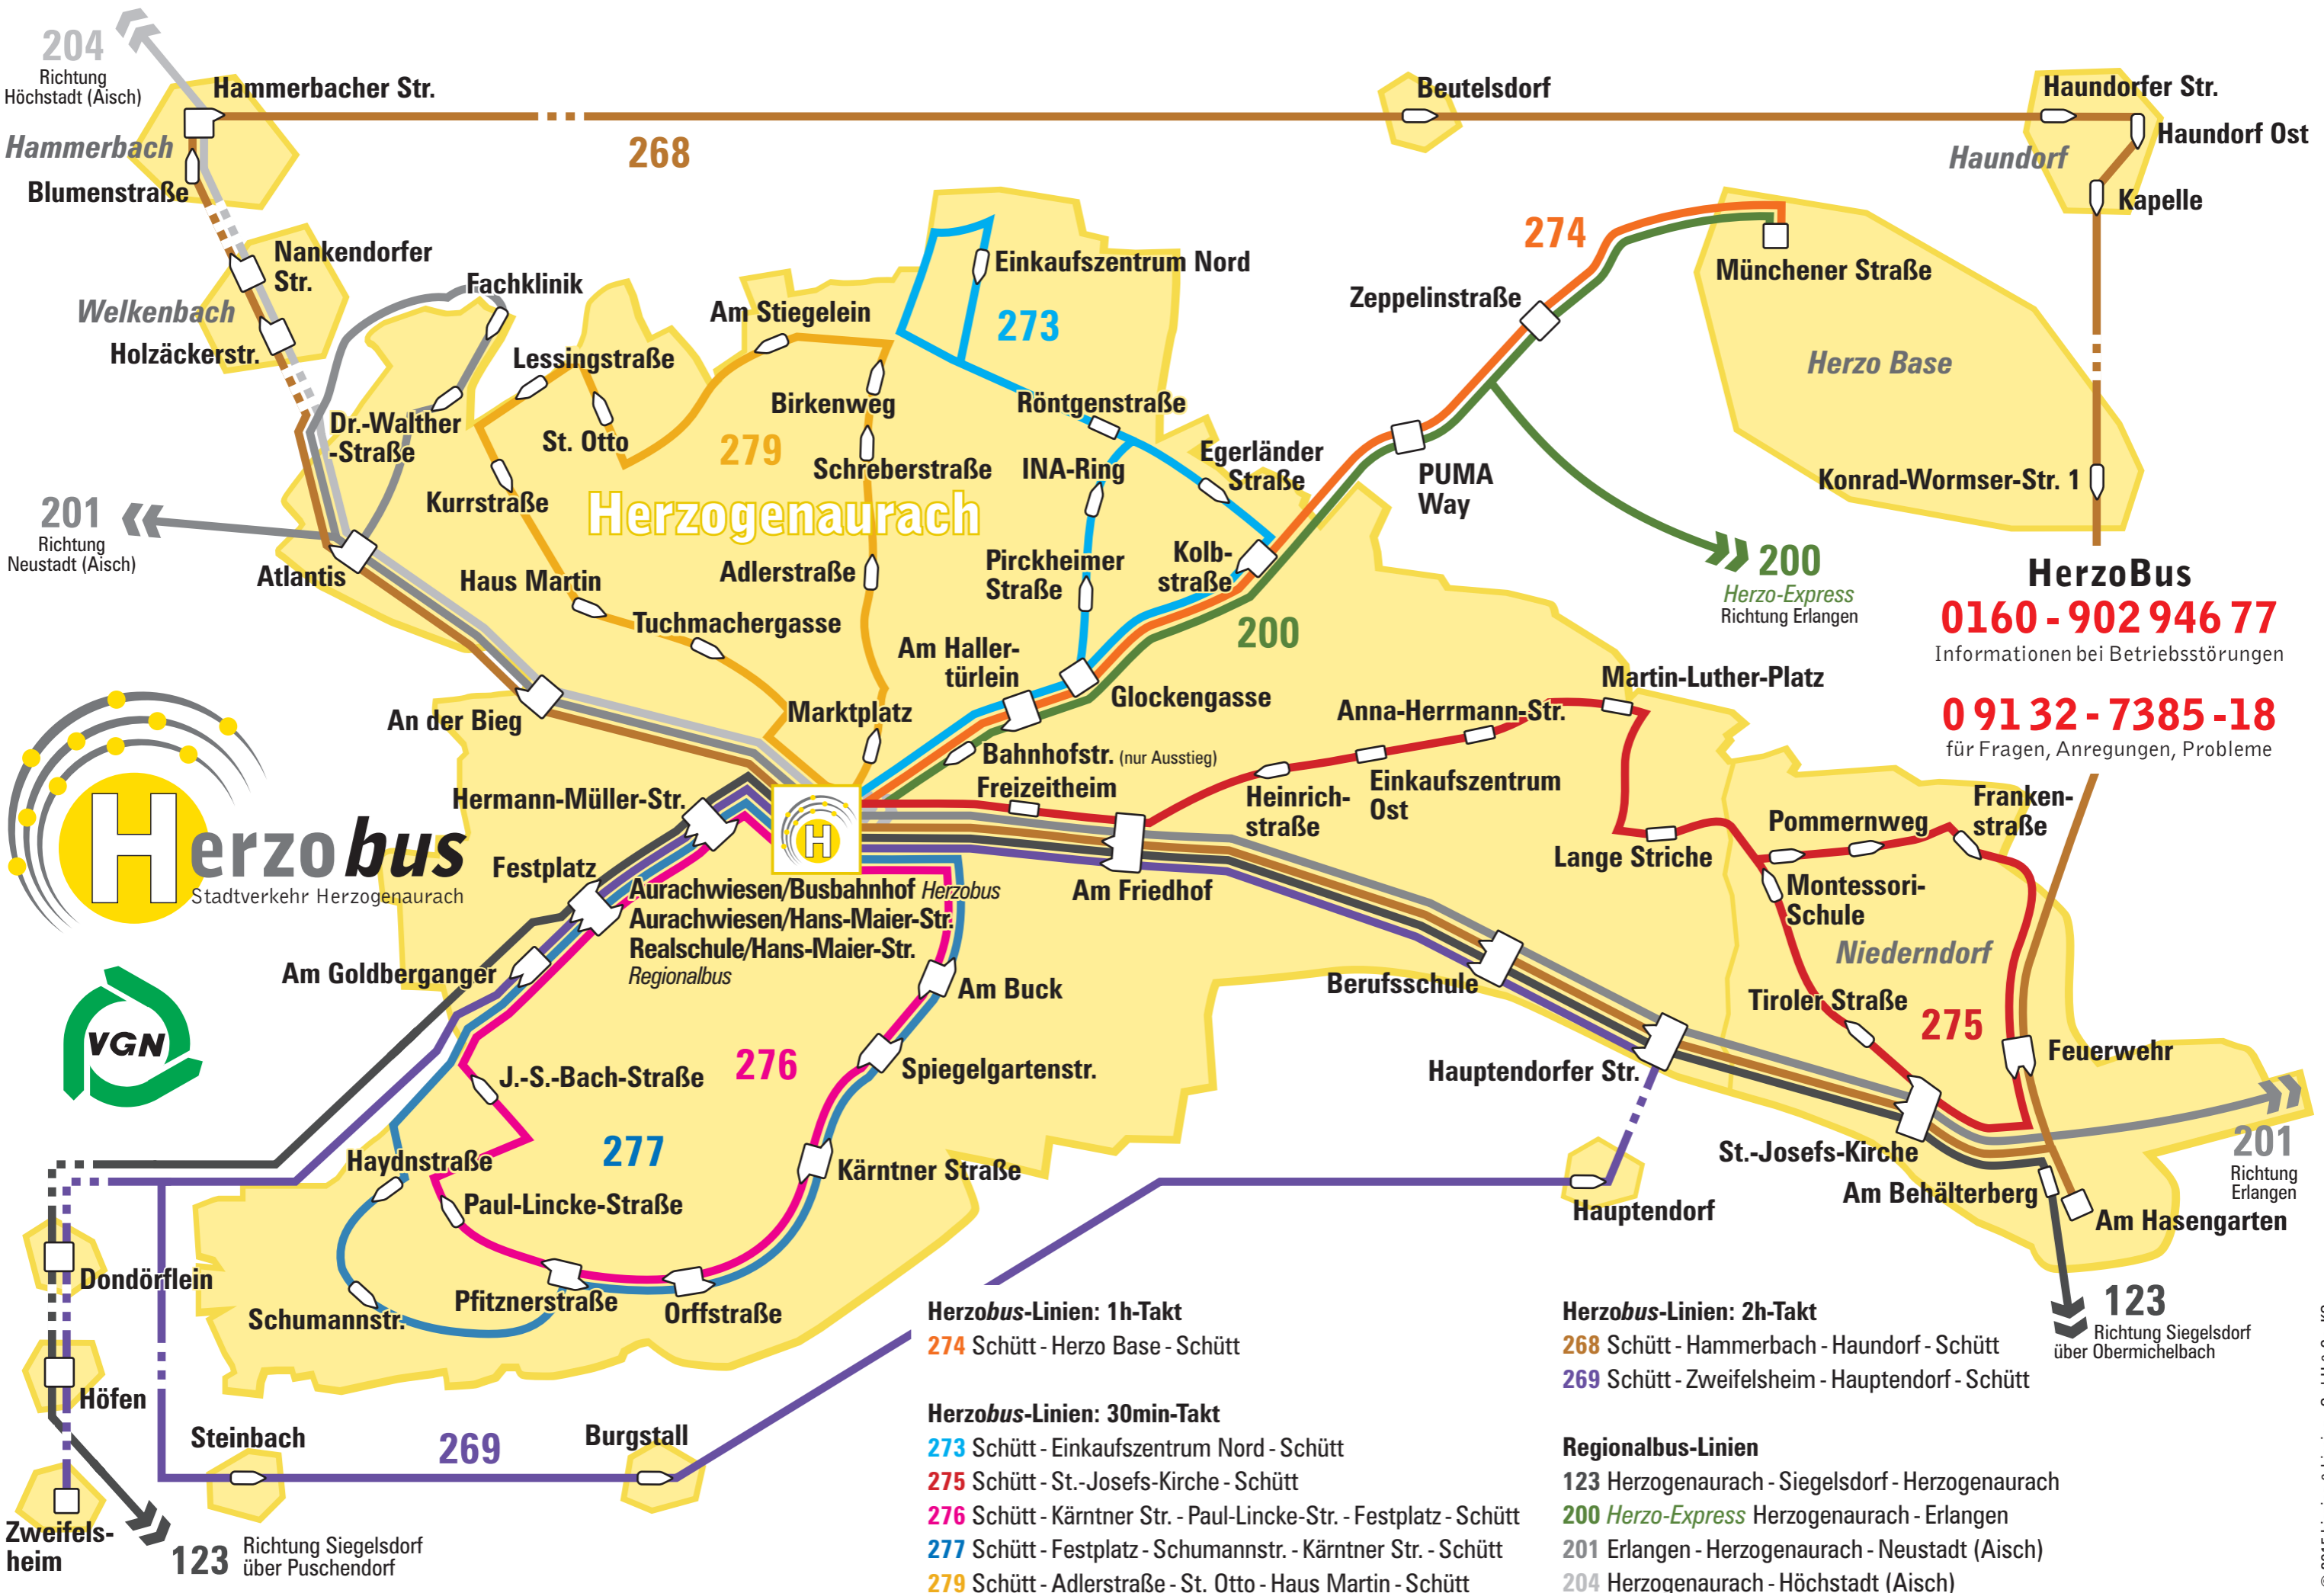 204
Richtung
Höchstadt (Aisch)
Hammerbacher Str.
Beutelsdorf
Haundorfer Str.
Haundorf Ost
Hammerbach
268
Haundorf
Blumenstraße
Kapelle
Nankendorfer
Str.
Fachklinik
Einkaufszentrum Nord
274
Münchener Straße
Welkenbach
Am Stiegelein
273
Zeppelinstraße
Holzäckerstr.
Lessingstraße
Herzo Base
Birkenweg
Röntgenstraße
Dr.-Walther
-Straße
St. Otto
279
Egerländer
Straße
Schreberstraße
INA-Ring
PUMA
Way
Konrad-Wormser-Str. 1
Kurrstraße
Herzogenaurach
201
Richtung
Neustadt (Aisch)
Atlantis
Haus Martin
Adlerstraße
Pirckheimer
Straße
Kolb-
straße
200
Herzo-Express
Richtung Erlangen
HerzoBus
0160 - 902 946 77
Informationen bei Betriebsstörungen
0 91 32 - 7385 -18
für Fragen, Anregungen, Probleme
Tuchmachergasse
Am Haller-
türlein
200
Glockengasse
Martin-Luther-Platz
An der Bieg
Marktplatz
Anna-Herrmann-Str.
Bahnhofstr. (nur Ausstieg)
Freizeitheim
Heinrich-
straße
Einkaufszentrum
Ost
Hermann-Müller-Str.
H
Franken-
straße
Pommernweg
Lange Striche
Herzobus
Stadtverkehr Herzogenaurach
Festplatz
Aurachwiesen/Busbahnhof Herzobus
Aurachwiesen/Hans-Maier-Str.
Realschule/Hans-Maier-Str.
Regionalbus
Am Friedhof
Montessori-
Schule
Niederndorf
Am Goldberganger
Am Buck
Berufsschule
Tiroler Straße
275
VGN
J.-S.-Bach-Straße
276
Spiegelgartenstr.
Hauptendorfer Str.
Feuerwehr
277
Haydnstraße
Kärntner Straße
St.-Josefs-Kirche
201
Richtung
Erlangen
Paul-Lincke-Straße
Hauptendorf
Am Behälterberg
Am Hasengarten
Dondörflein
Schumannstr.
Pfitznerstraße
Orffstraße
123
Richtung Siegelsdorf
über Obermichelbach
Höfen
Steinbach
269
Burgstall
Zweifels-
heim
123
Richtung Siegelsdorf
über Puschendorf
Herzobus-Linien: 1h-Takt
274 Schütt - Herzo Base - Schütt
Herzobus-Linien: 30min-Takt
273 Schütt - Einkaufszentrum Nord - Schütt
275 Schütt - St.-Josefs-Kirche - Schütt
276 Schütt - Kärntner Str. - Paul-Lincke-Str. - Festplatz - Schütt
277 Schütt - Festplatz - Schumannstr. - Kärntner Str. - Schütt
279 Schütt - Adlerstraße - St. Otto - Haus Martin - Schütt
Herzobus-Linien: 2h-Takt
268 Schütt - Hammerbach - Haundorf - Schütt
269 Schütt - Zweifelsheim - Hauptendorf - Schütt
Regionalbus-Linien
123 Herzogenaurach - Siegelsdorf - Herzogenaurach
200 Herzo-Express Herzogenaurach - Erlangen
201 Erlangen - Herzogenaurach - Neustadt (Aisch)
204 Herzogenaurach - Höchstadt (Aisch)